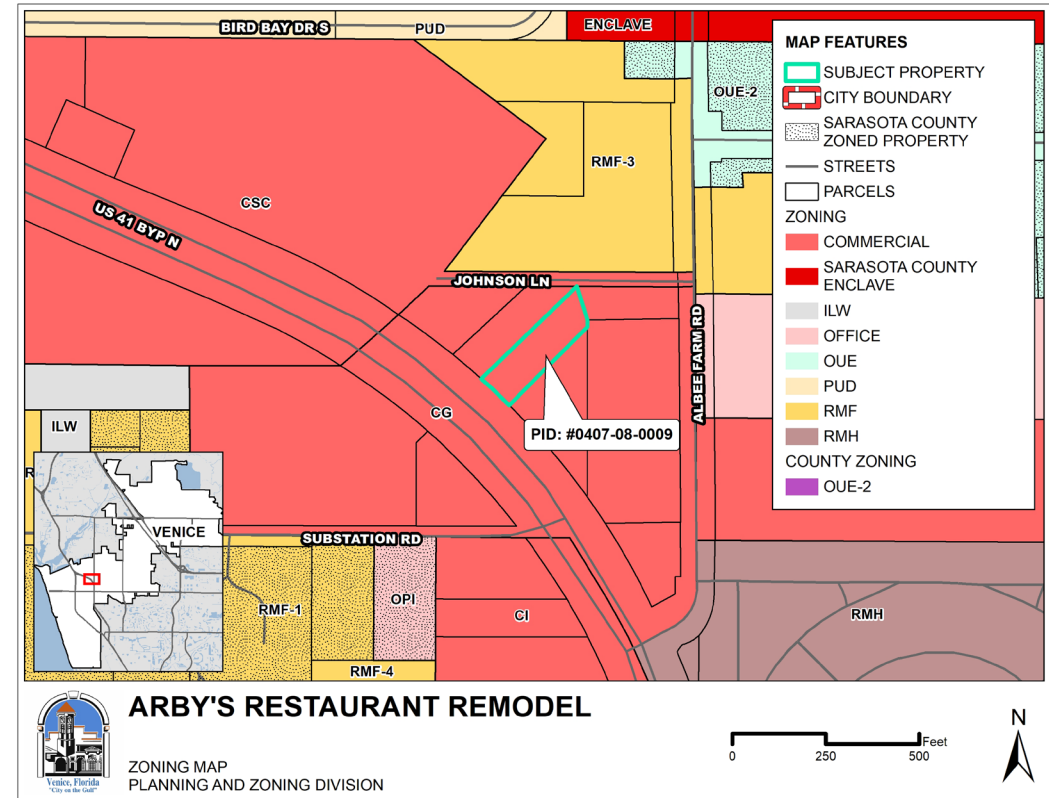 BIRD BAY DR S
PUD
ENCLAVE
OUE-2
RMF-3
CSC
US 41 BYP N
JOHNSON LN
ALBEE FARM RD
CG
PID: #0407-08-0009
ILW
R
VENICE
SUBSTATION RD
RMF-1
OPI
CI
RMF-4
RMH
MAP FEATURES
SUBJECT PROPERTY
CITY BOUNDARY
SARASOTA COUNTY
ZONED PROPERTY
STREETS
PARCELS
ZONING
COMMERCIAL
SARASOTA COUNTY
ENCLAVE
ILW
OFFICE
OUE
PUD
RMF
RMH
COUNTY ZONING
OUE-2
ARBY'S RESTAURANT REMODEL
ZONING MAP
PLANNING AND ZONING DIVISION
Venice, Florida
"City on the Gulf"
Feet
0 250 500
N